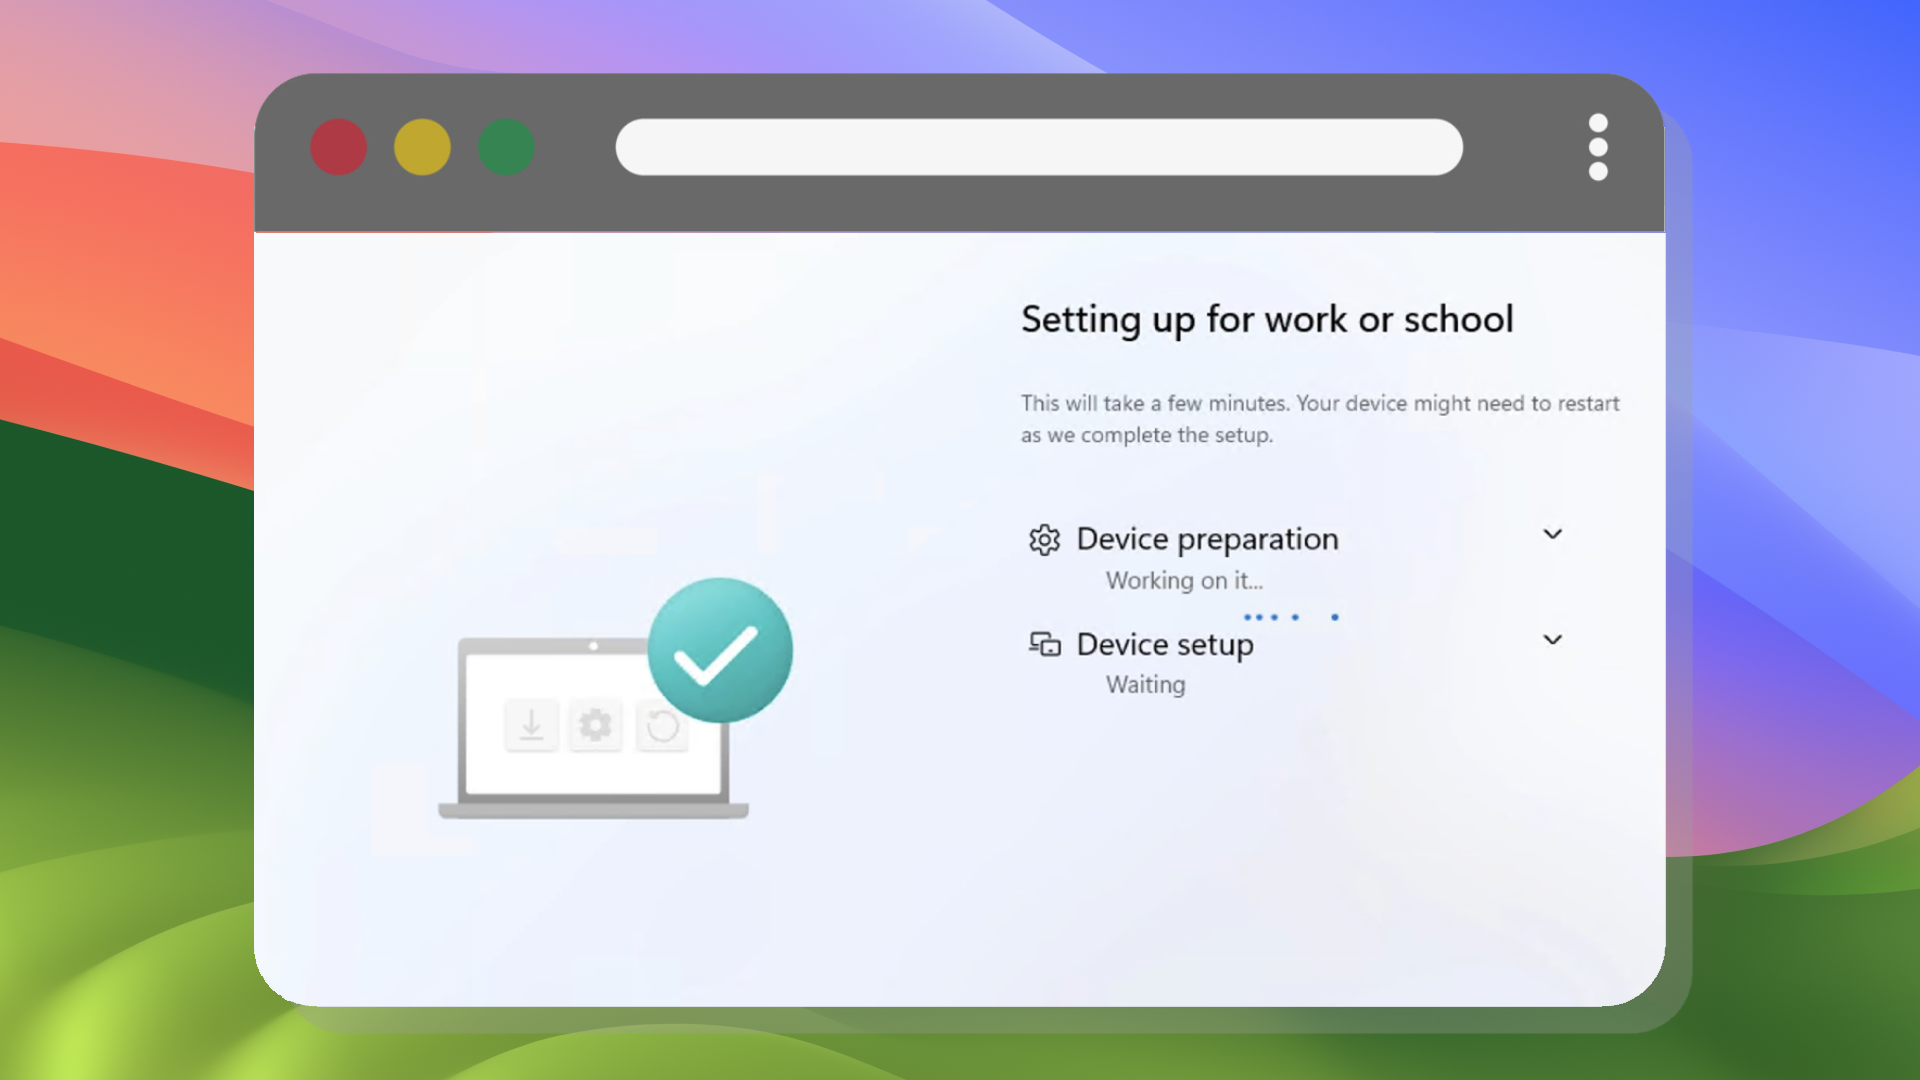 Setting up for work or school
This will take a few minutes. Your device might need to restart
as we complete the setup.
Device preparation
Working on it...
Device setup
Waiting